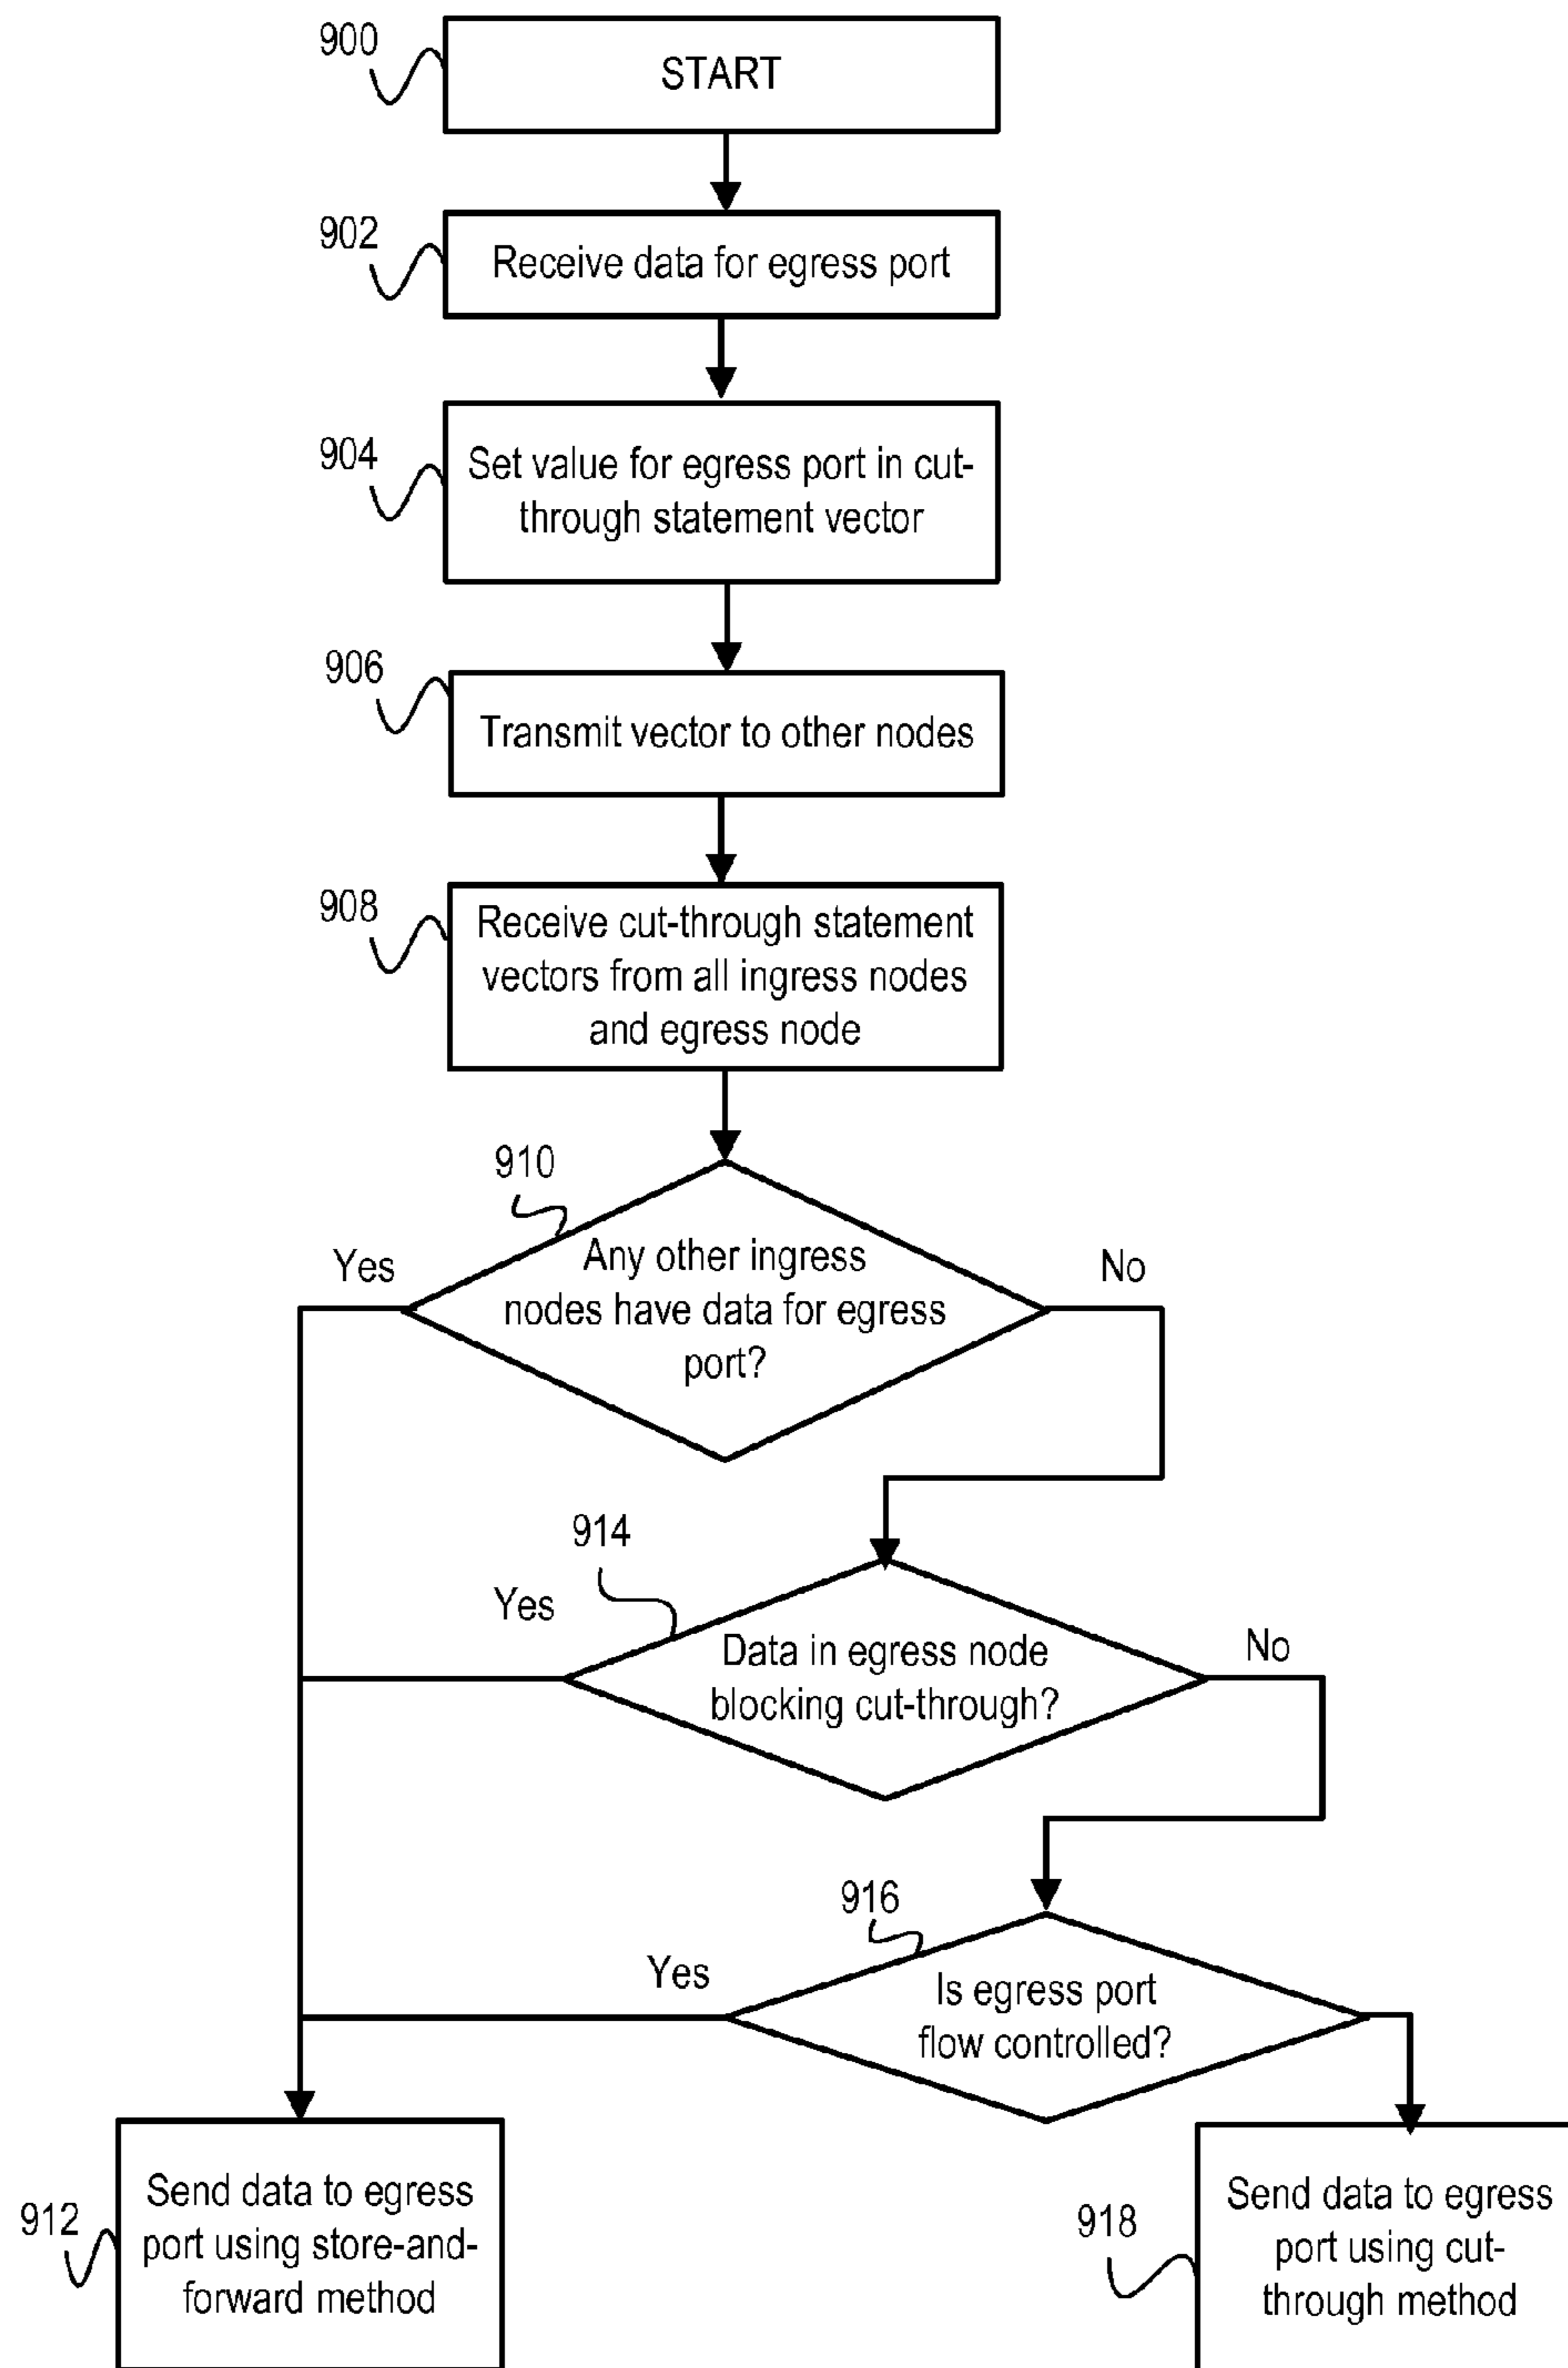 900
START
902
Receive data for egress port
904
Set value for egress port in cut-
through statement vector
906
Transmit vector to other nodes
908
Receive cut-through statement
vectors from all ingress nodes
and egress node
910
Yes
Any other ingress
nodes have data for egress
port?
No
914
Yes
Data in egress node
blocking cut-through?
No
916
Yes
Is egress port
flow controlled?
912
Send data to egress
port using store-and-
forward method
918
Send data to egress
port using cut-
through method